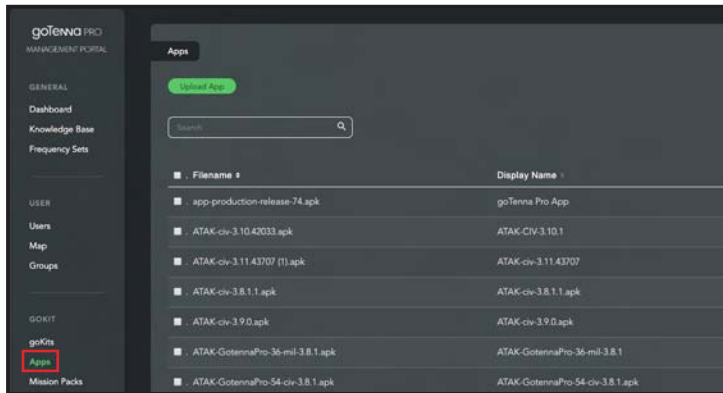 goTenna PRO
MANAGEMENT PORTAL
GENERAL
Dashboard
Knowledge Base
Frequency Sets
USER
Users
Map
Groups
GOKIT
goKits
Apps
Mission Packs
Apps
Upload App
Search
. Filename
Display Name
. app-production-release-74.apk
goTenna Pro App
. ATAK-civ-3.10.42033.apk
ATAK-CIV-3.10.1
. ATAK-civ-3.11.43707 (1).apk
ATAK-civ-3.11.43707
. ATAK-civ-3.8.1.1.apk
ATAK-civ-3.8.1.1.apk
. ATAK-civ-3.9.0.apk
ATAK-civ-3.9.0.apk
. ATAK-GotennaPro-36-mil-3.8.1.apk
ATAK-GotennaPro-36-mil-3.8.1
. ATAK-GotennaPro-54-civ-3.8.1.apk
ATAK-GotennaPro-54-civ-3.8.1.apk